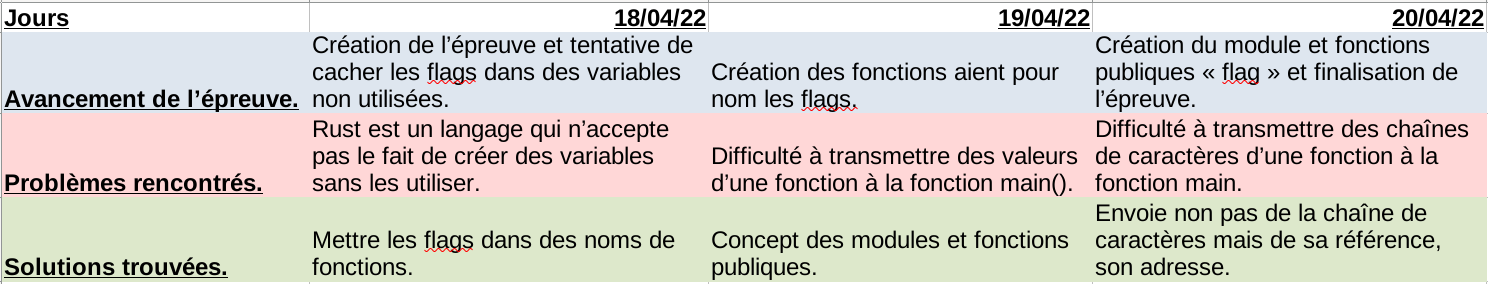 Jours 18/04/22 19/04/22 20/04/22
Création de l’épreuve et tentative de
cacher les flags dans des variables
non utilisées.
Création des fonctions aient pour
nom les flags.
Création du module et fonctions
publiques « flag » et finalisation de
l’épreuve.
Avancement de l’épreuve.
Rust est un langage qui n’accepte
pas le fait de créer des variables
sans les utiliser.
Difficulté à transmettre des valeurs
d’une fonction à la fonction main().
Difficulté à transmettre des chaînes
de caractères d’une fonction à la
fonction main.
Problèmes rencontrés.
Mettre les flags dans des noms de
fonctions.
Concept des modules et fonctions
publiques.
Envoie non pas de la chaîne de
caractères mais de sa référence,
son adresse.
Solutions trouvées.